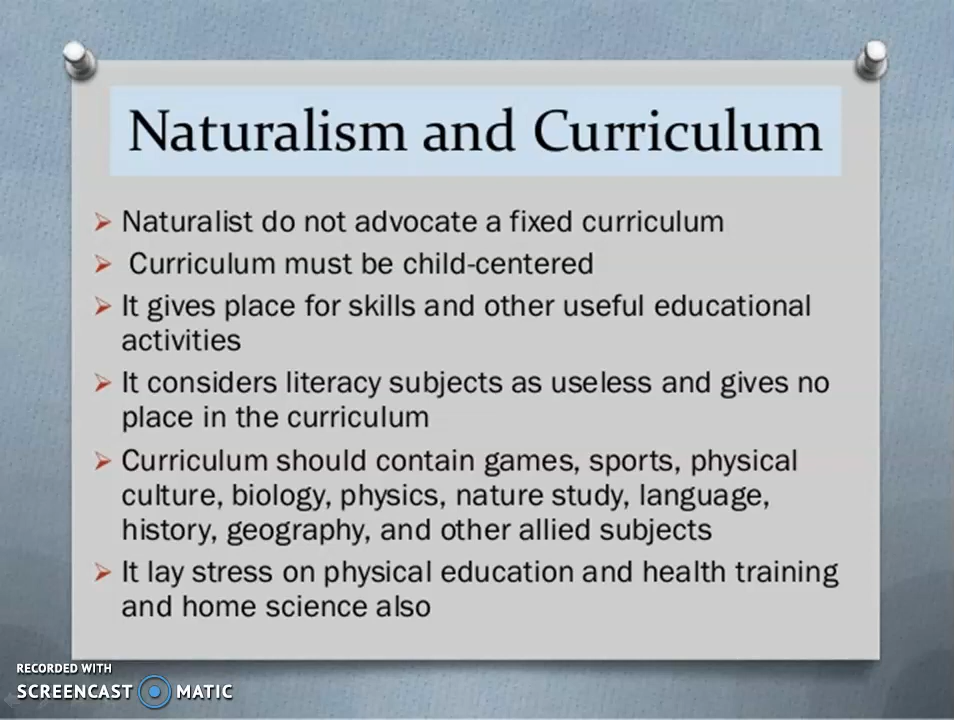 Naturalism and Curriculum
➢ Naturalist do not advocate a fixed curriculum
➢ Curriculum must be child-centered
➢ It gives place for skills and other useful educational
activities
➢ It considers literacy subjects as useless and gives no
place in the curriculum
➢ Curriculum should contain games, sports, physical
culture, biology, physics, nature study, language,
history, geography, and other allied subjects
➢ It lay stress on physical education and health training
and home science also
RECORDED WITH
SCREENCAST MATIC